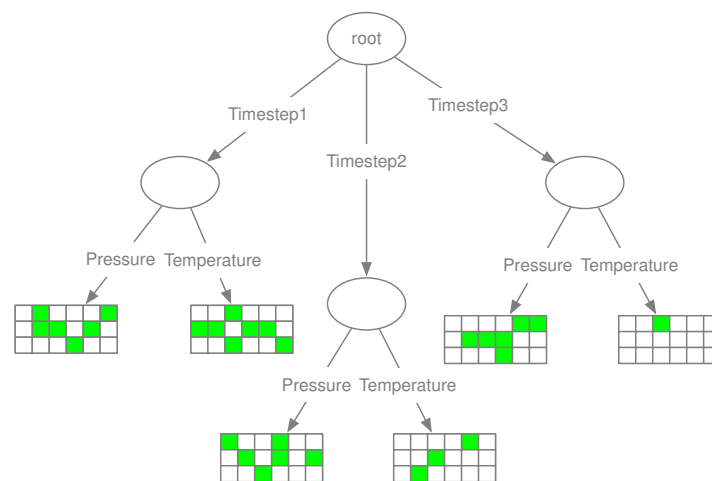 root
Timestep1
Timestep3
Timestep2
Pressure
Temperature
Pressure
Temperature
Pressure
Temperature